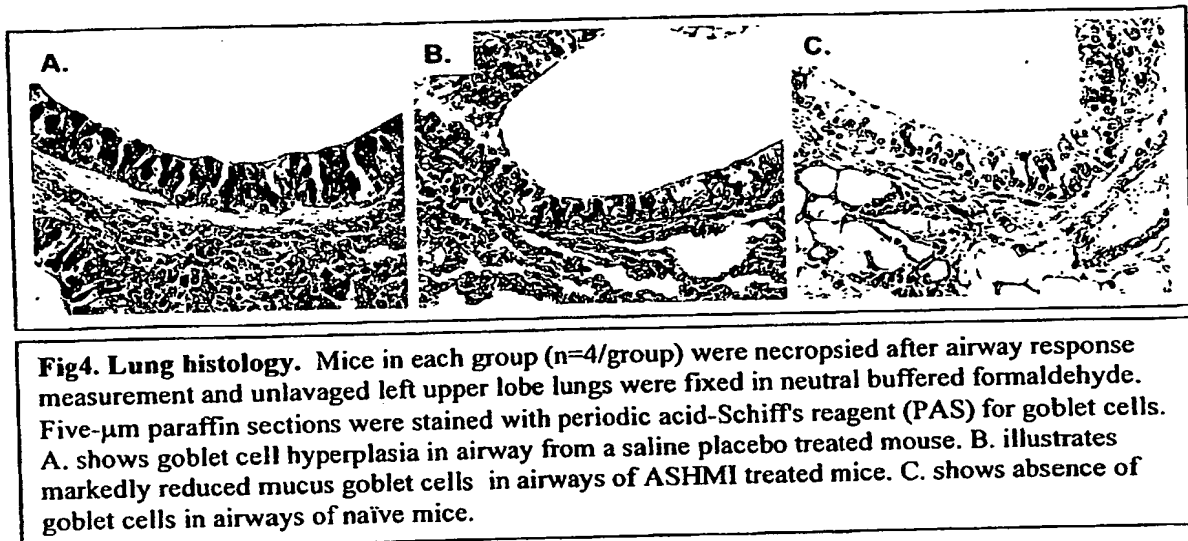 A.
B.
C.
Fig4. Lung histology. Mice in each group (n=4/group) were necropsied after airway response
measurement and unlavaged left upper lobe lungs were fixed in neutral buffered formaldehyde.
Five-μm paraffin sections were stained with periodic acid-Schiff's reagent (PAS) for goblet cells.
A. shows goblet cell hyperplasia in airway from a saline placebo treated mouse. B. illustrates
markedly reduced mucus goblet cells in airways of ASHMI treated mice. C. shows absence of
goblet cells in airways of naïve mice.